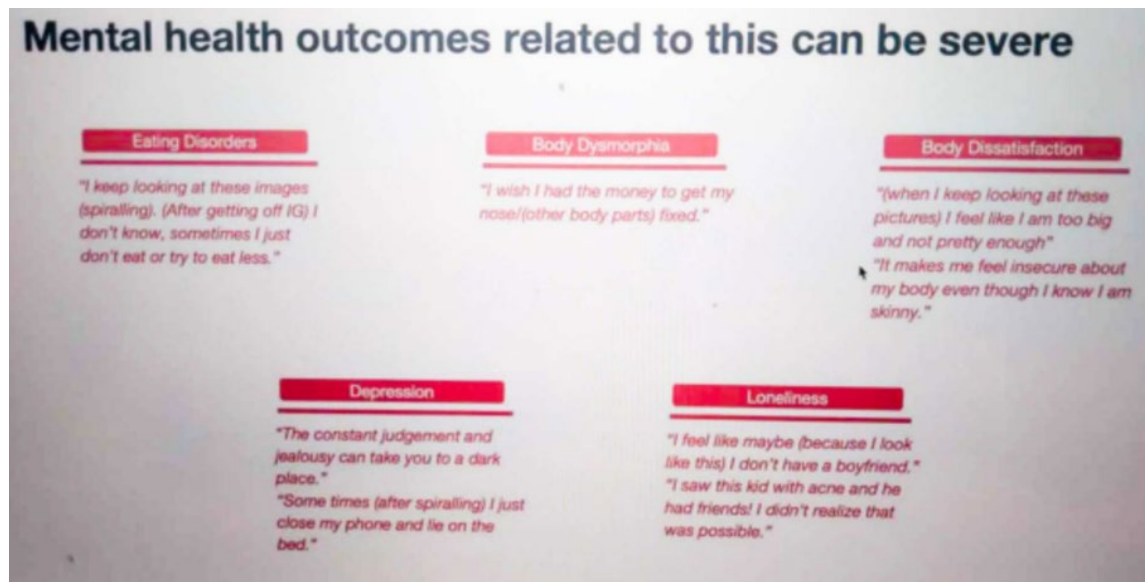 Mental health outcomes related to this can be severe
Eating Disorders
"I keep looking at these images
(spiralling). (After getting off IG) I
don't know, sometimes I just
don't eat or try to eat less."
Body Dysmorphia
"I wish I had the money to get my
nose/(other body parts) fixed."
Body Dissatisfaction
"(when I keep looking at these
pictures) I feel like I am too big
and not pretty enough"
"It makes me feel insecure about
my body even though I know I am
skinny."
Depression
"The constant judgement and
jealousy can take you to a dark
place."
"Some times (after spiralling) I just
close my phone and lie on the
bed."
Loneliness
"I feel like maybe (because I look
like this) I don't have a boyfriend."
"I saw this kid with acne and he
had friends! I didn't realize that
was possible."